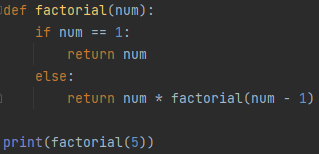 def factorial(num):
    if num == 1:
        return num
    else:
        return num * factorial(num - 1)

print(factorial(5))